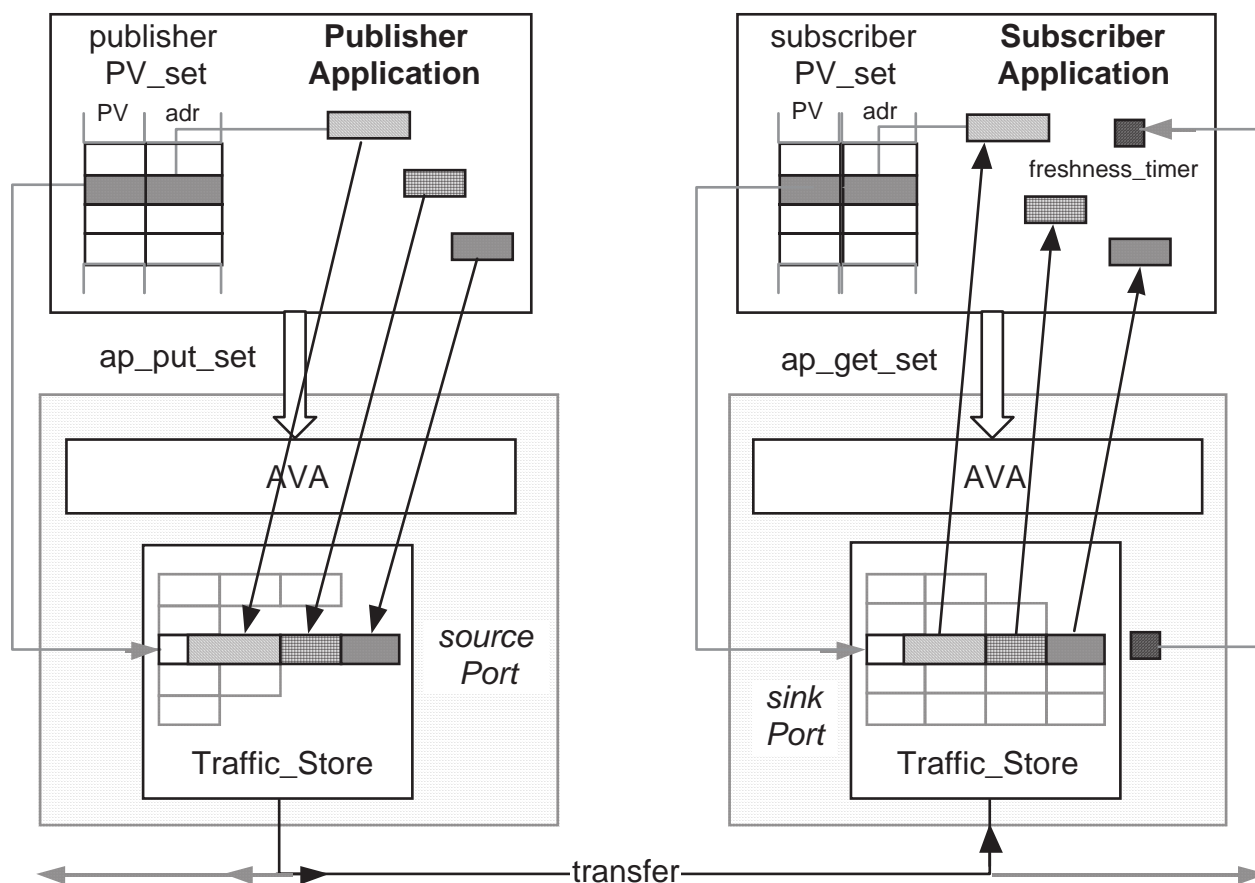 publisher
PV_set
PV
adr
Publisher
Application
ap_put_set
AVA
source
Port
Traffic_Store
subscriber
PV_set
PV
adr
Subscriber
Application
freshness_timer
ap_get_set
AVA
sink
Port
Traffic_Store
transfer